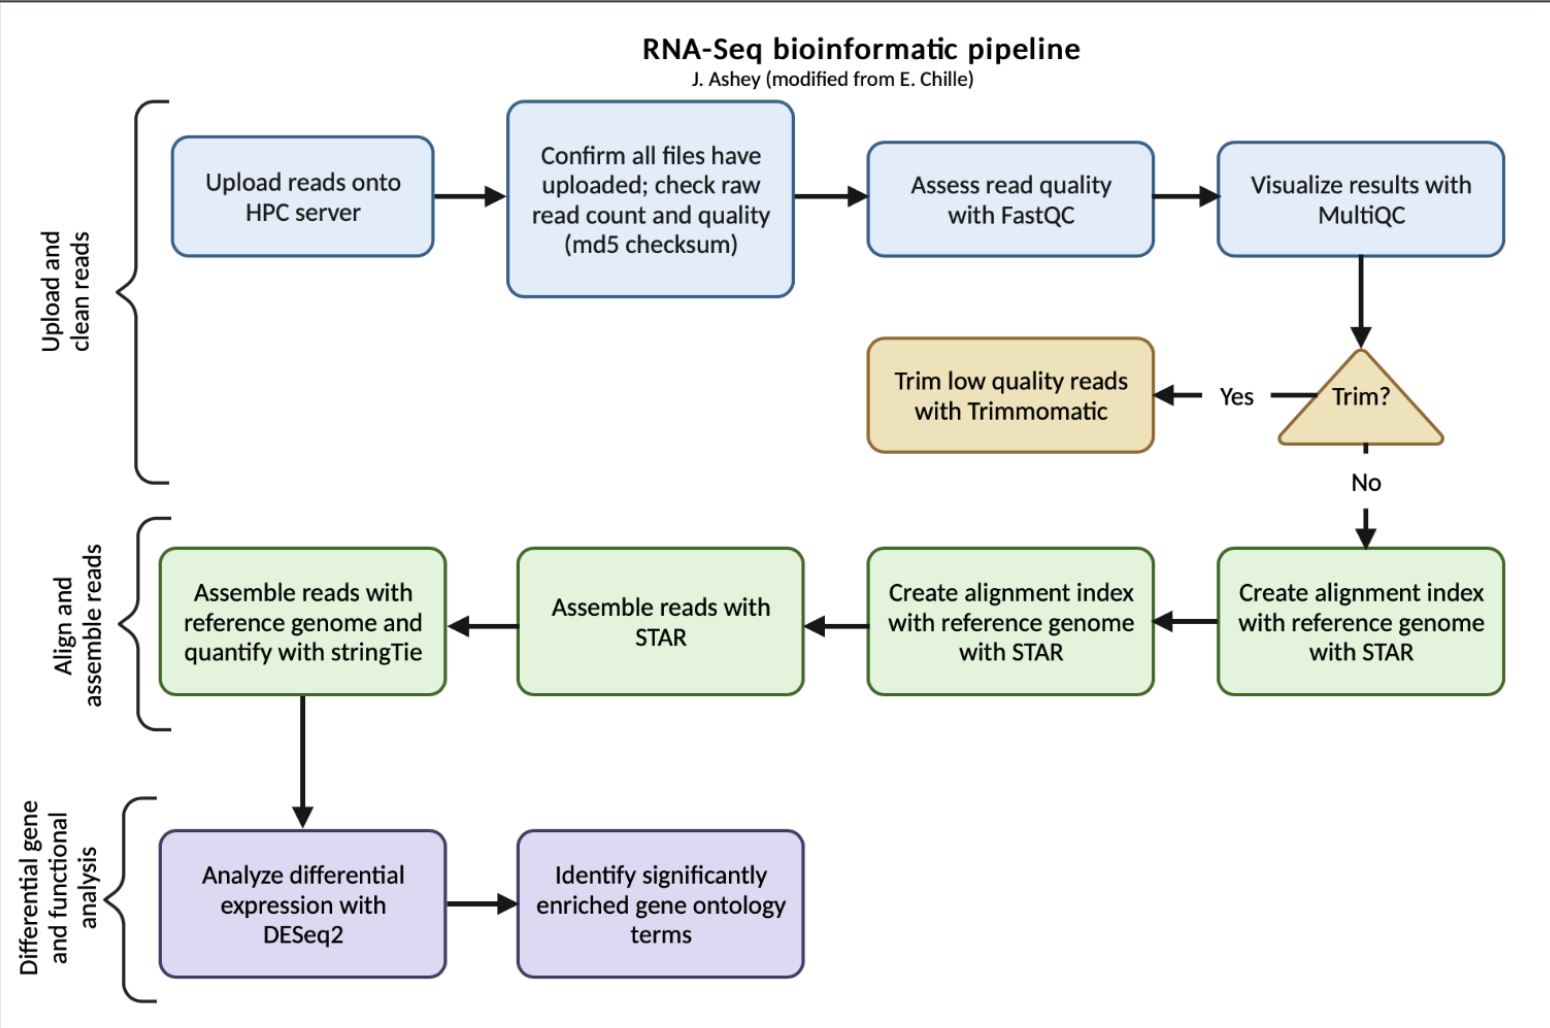 RNA-Seq bioinformatic pipeline
J. Ashey (modified from E. Chille)
Upload and
clean reads
Upload reads onto
HPC server
Confirm all files have
uploaded; check raw
read count and quality
(md5 checksum)
Assess read quality
with FastQC
Visualize results with
MultiQC
Trim?
Yes
Trim low quality reads
with Trimmomatic
No
Align and
assemble reads
Create alignment index
with reference genome
with STAR
Create alignment index
with reference genome
with STAR
Assemble reads with
STAR
Assemble reads with
reference genome and
quantify with stringTie
Differential gene
and functional
analysis
Analyze differential
expression with
DESeq2
Identify significantly
enriched gene ontology
terms